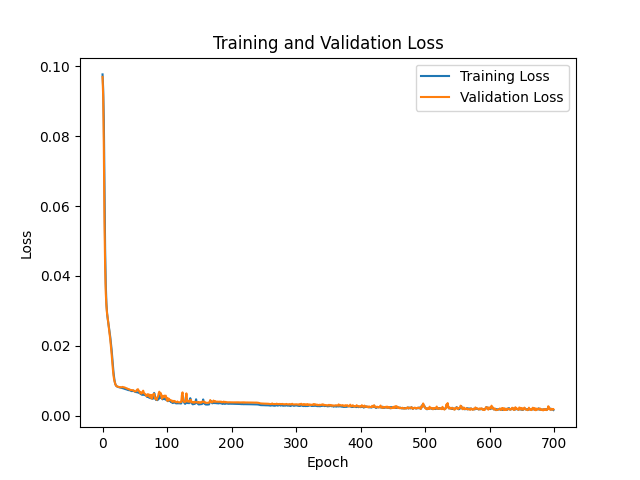 Training and Validation Loss
Training Loss
Validation Loss
0.10
0.08
0.06
0.04
0.02
0.00
Loss
0 100 200 300 400 500 600 700
Epoch